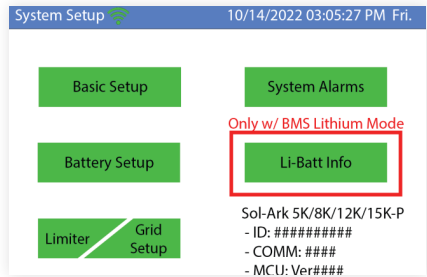 System Setup 10/14/2022 03:05:27 PM Fri.
Basic Setup
System Alarms
Only w/ BMS Lithium Mode
Battery Setup
Li-Batt Info
Limiter
Grid
Setup
Sol-Ark 5K/8K/12K/15K-P
- ID: ##########
- COMM: ####
- MCU: Ver####